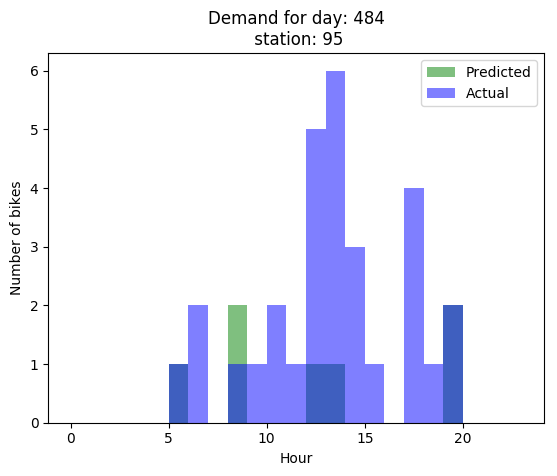 Demand for day: 484
station: 95
Predicted
Actual
Number of bikes
6
5
4
3
2
1
0
0 5 10 15 20
Hour